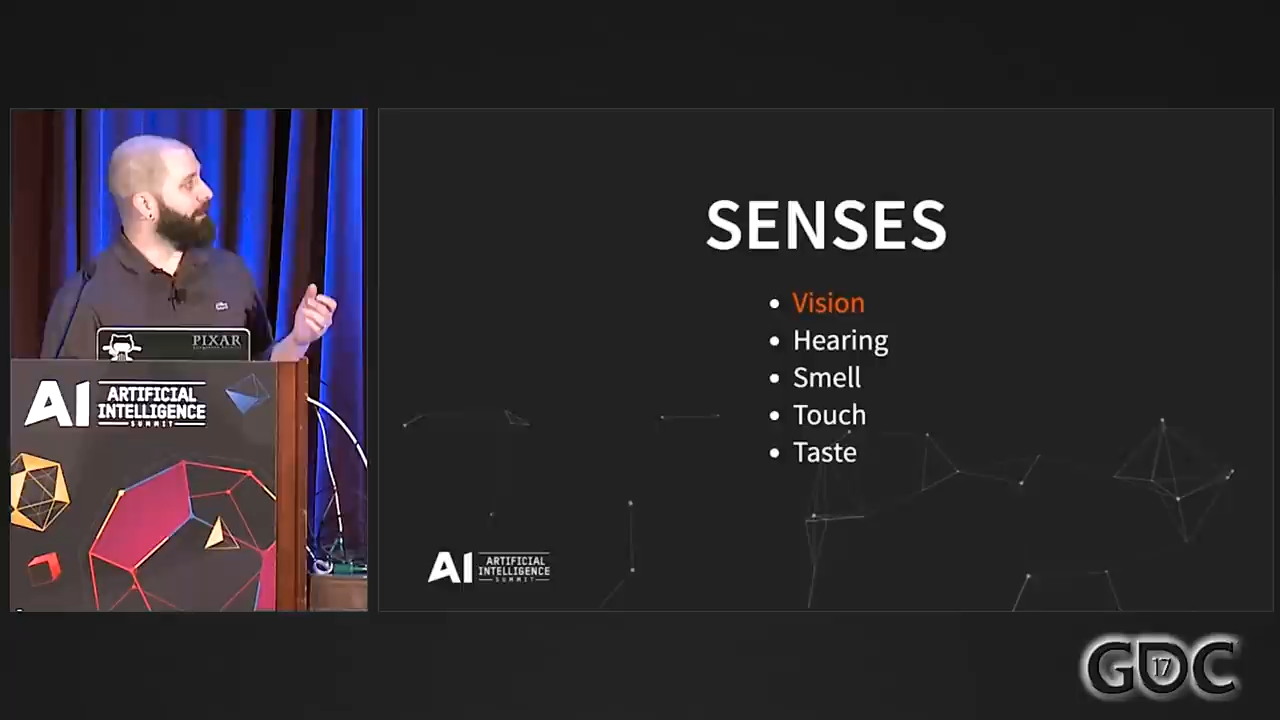 SENSES
Vision
Hearing
Smell
Touch
Taste
PIXAR
AI ARTIFICIAL
INTELLIGENCE
SUMMIT
AI ARTIFICIAL
INTELLIGENCE
SUMMIT
GDC
17